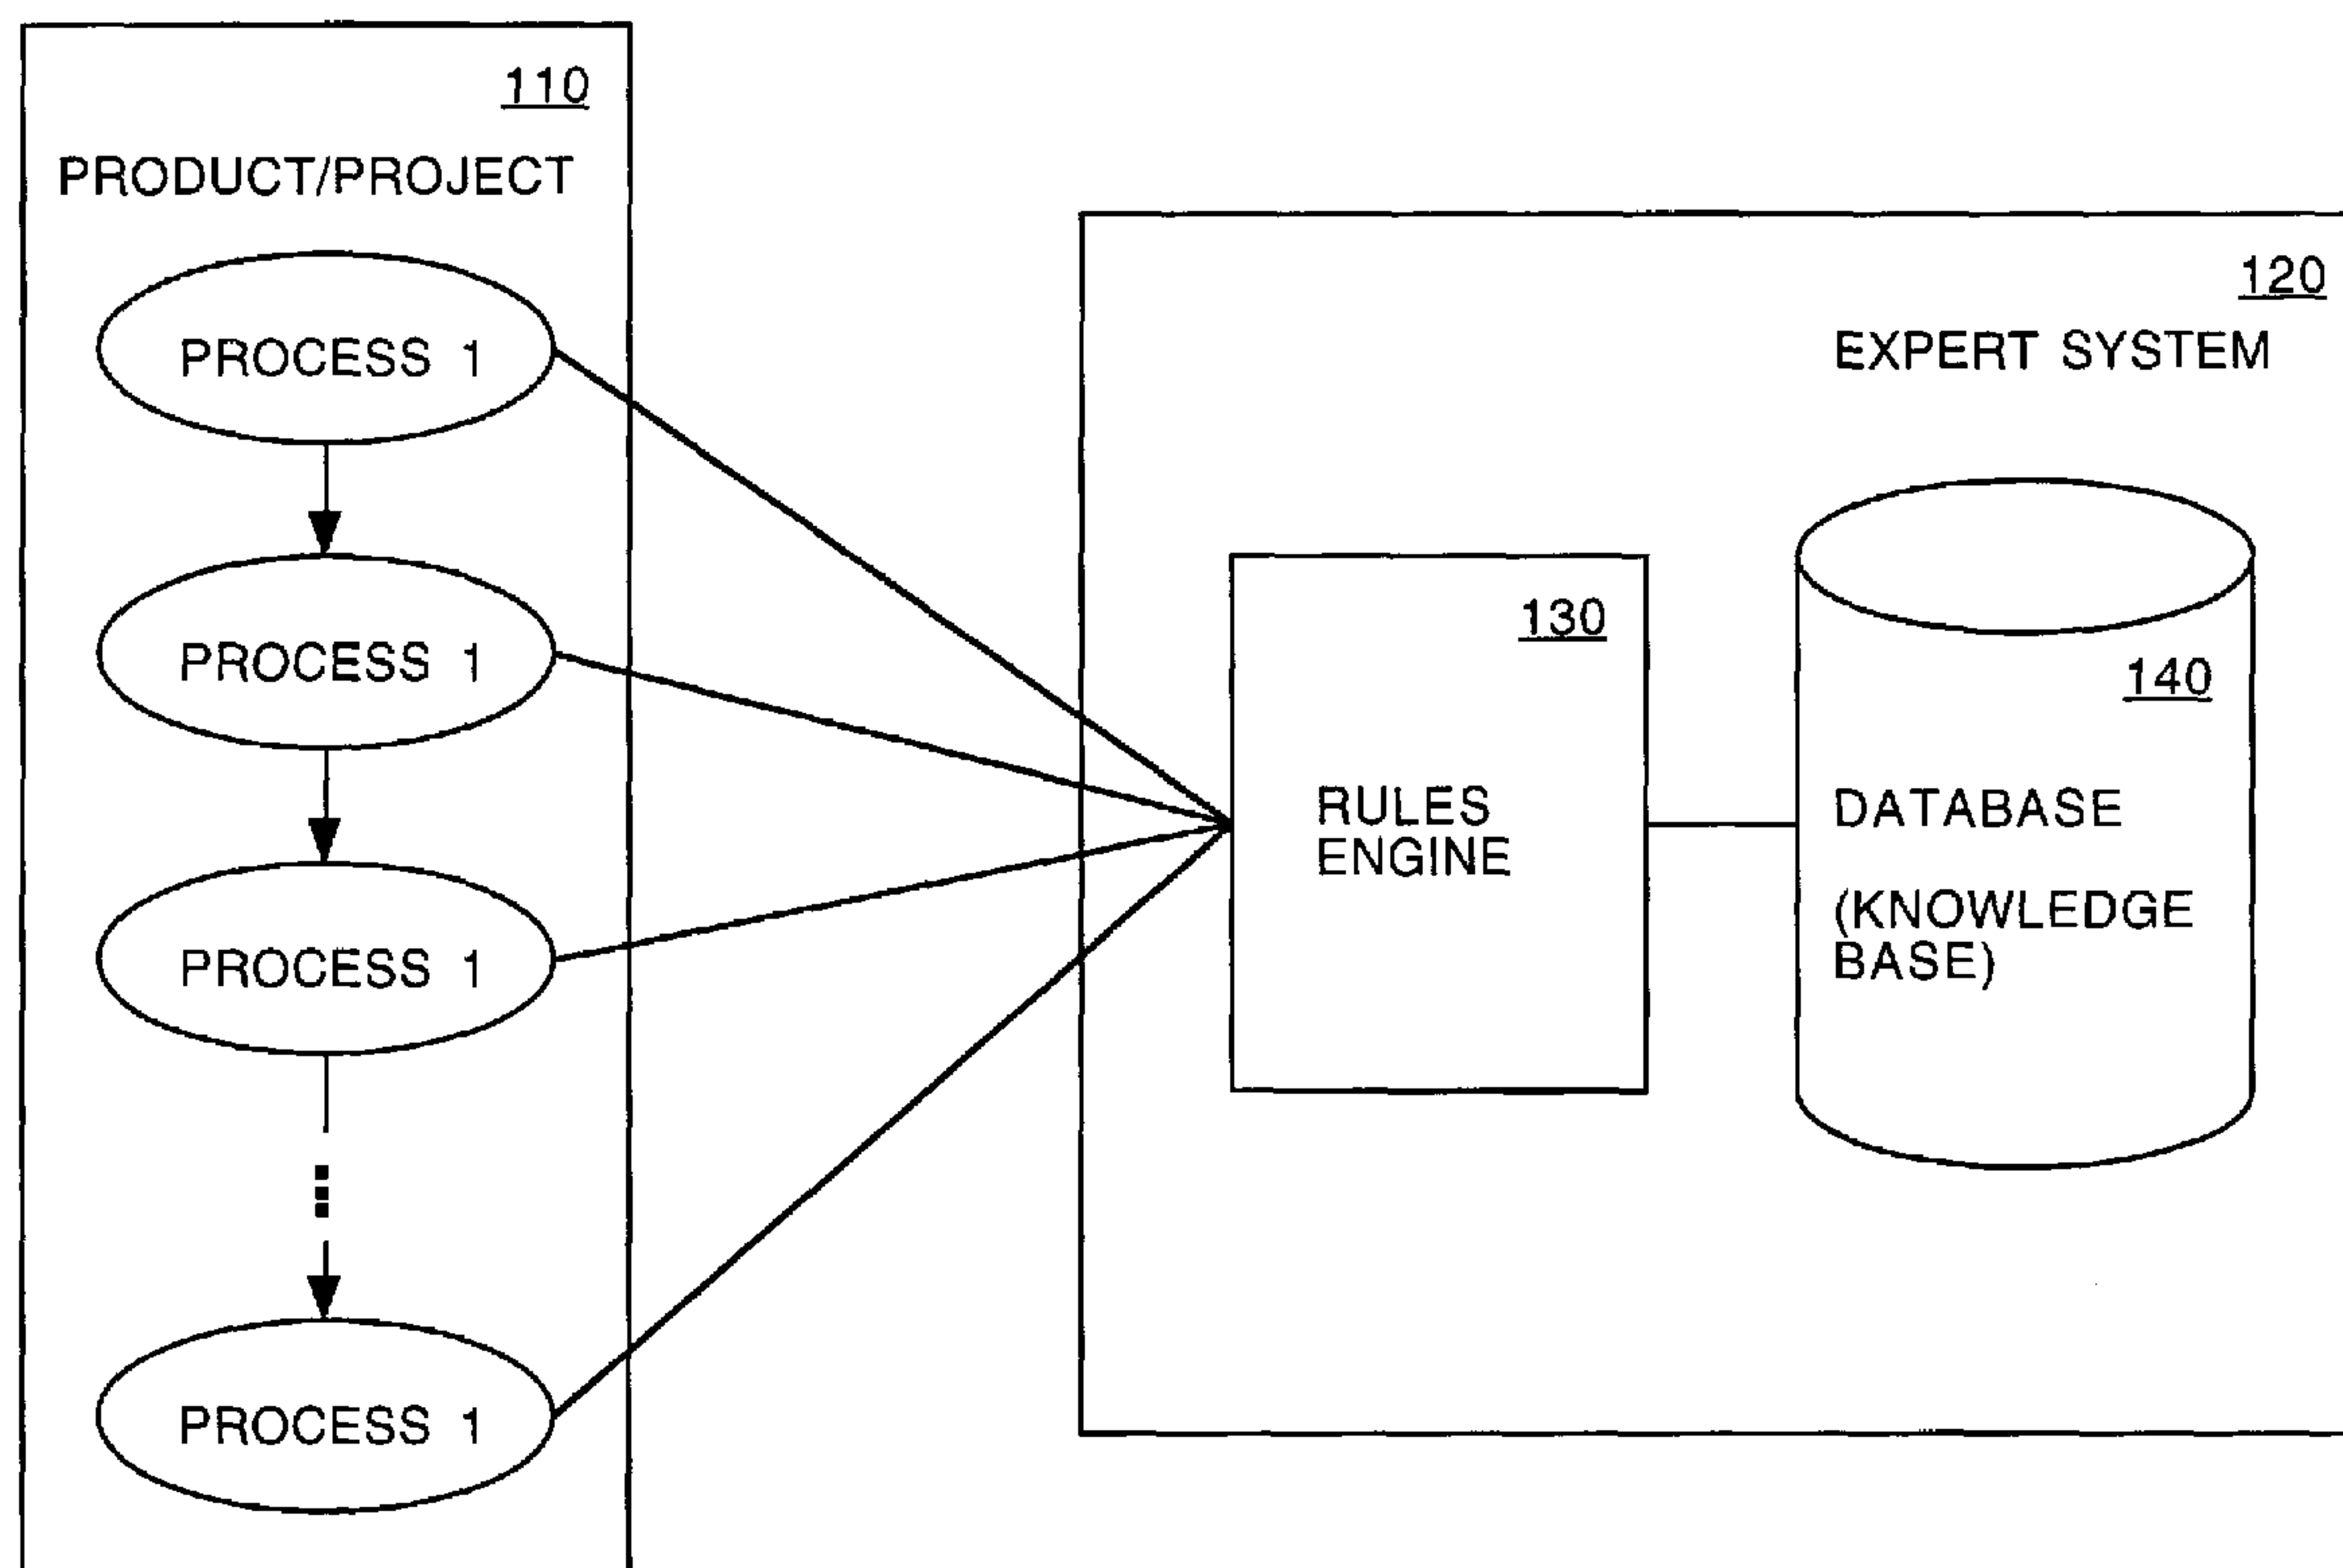 110
PRODUCT/PROJECT
PROCESS 1
PROCESS 1
PROCESS 1
PROCESS 1
120
EXPERT SYSTEM
130
RULES
ENGINE
140
DATABASE
(KNOWLEDGE
BASE)